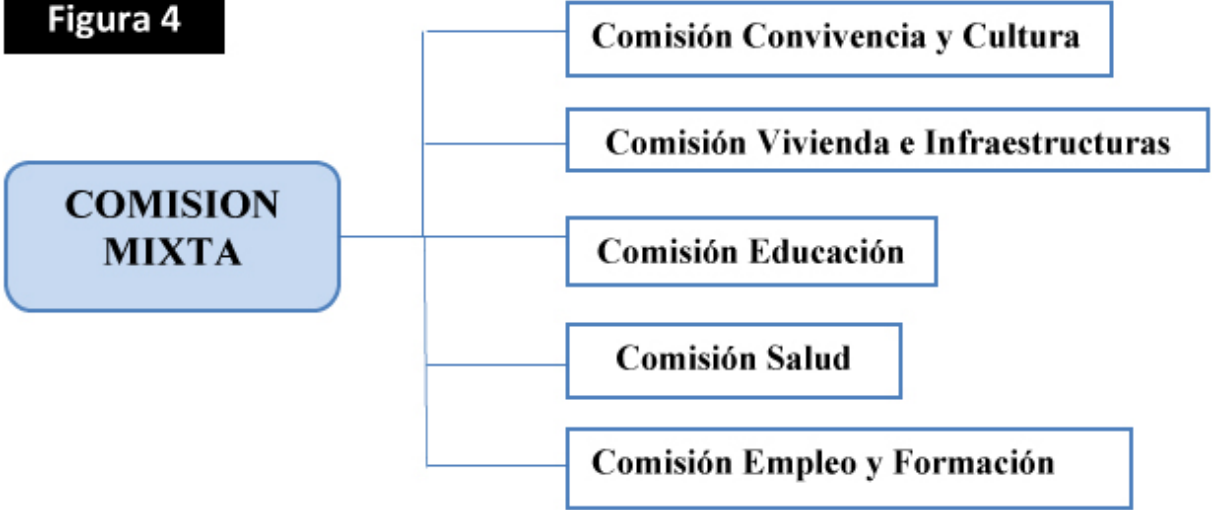 Figura 4
Comisión Convivencia y Cultura
Comisión Vivienda e Infraestructuras
COMISION
MIXTA
Comisión Educación
Comisión Salud
Comisión Empleo y Formación